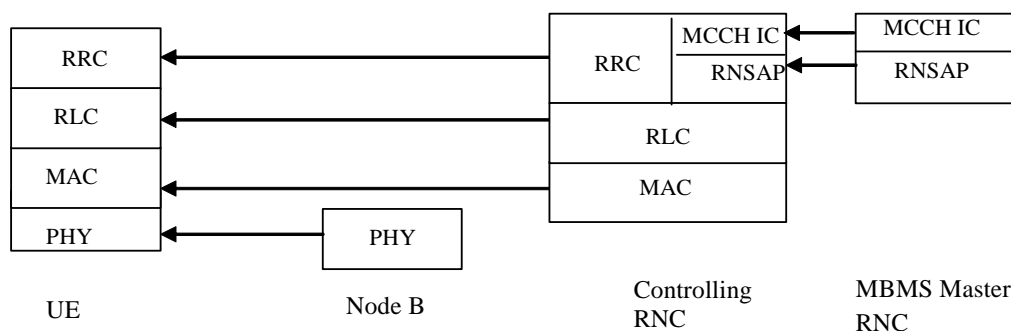 MCCH IC
MCCH IC
RRC
RRC
RNSAP
RNSAP
RLC
RLC
MAC
MAC
PHY
PHY
UE
Node B
Controlling
RNC
MBMS Master
RNC